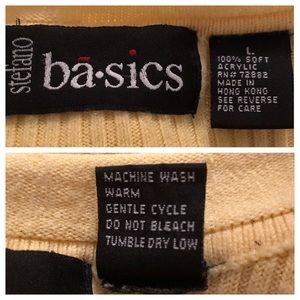 stefano
ba·sics
L
100% SOFT
ACRYLIC
RN# 72882
MADE IN
HONG KONG
SEE REVERSE
FOR CARE
MACHINE WASH
WARM
GENTLE CYCLE
DO NOT BLEACH
TUMBLE DRY LOW